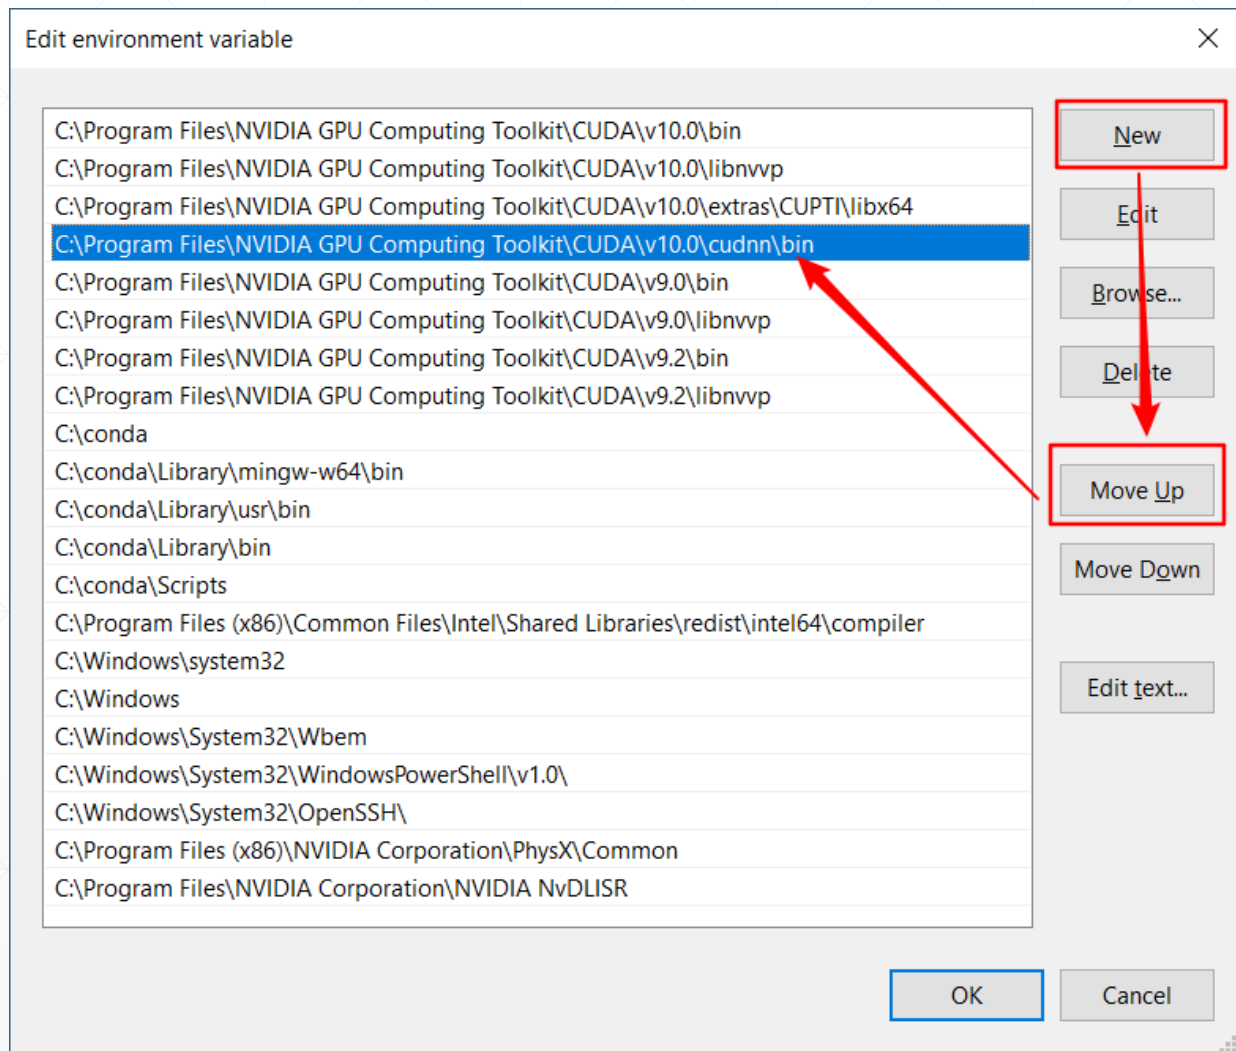 Edit environment variable
C:\Program Files\NVIDIA GPU Computing Toolkit\CUDA\v10.0\bin
C:\Program Files\NVIDIA GPU Computing Toolkit\CUDA\v10.0\libnvvp
C:\Program Files\NVIDIA GPU Computing Toolkit\CUDA\v10.0\extras\CUPTI\libx64
C:\Program Files\NVIDIA GPU Computing Toolkit\CUDA\v10.0\cudnn\bin
C:\Program Files\NVIDIA GPU Computing Toolkit\CUDA\v9.0\bin
C:\Program Files\NVIDIA GPU Computing Toolkit\CUDA\v9.0\libnvvp
C:\Program Files\NVIDIA GPU Computing Toolkit\CUDA\v9.2\bin
C:\Program Files\NVIDIA GPU Computing Toolkit\CUDA\v9.2\libnvvp
C:\conda
C:\conda\Library\mingw-w64\bin
C:\conda\Library\usr\bin
C:\conda\Library\bin
C:\conda\Scripts
C:\Program Files (x86)\Common Files\Intel\Shared Libraries\redist\intel64\compiler
C:\Windows\system32
C:\Windows
C:\Windows\System32\Wbem
C:\Windows\System32\WindowsPowerShell\v1.0\
C:\Windows\System32\OpenSSH\
C:\Program Files (x86)\NVIDIA Corporation\PhysX\Common
C:\Program Files\NVIDIA Corporation\NVIDIA NvDLISR
New
Edit
Browse...
Delete
Move Up
Move Down
Edit text...
OK
Cancel